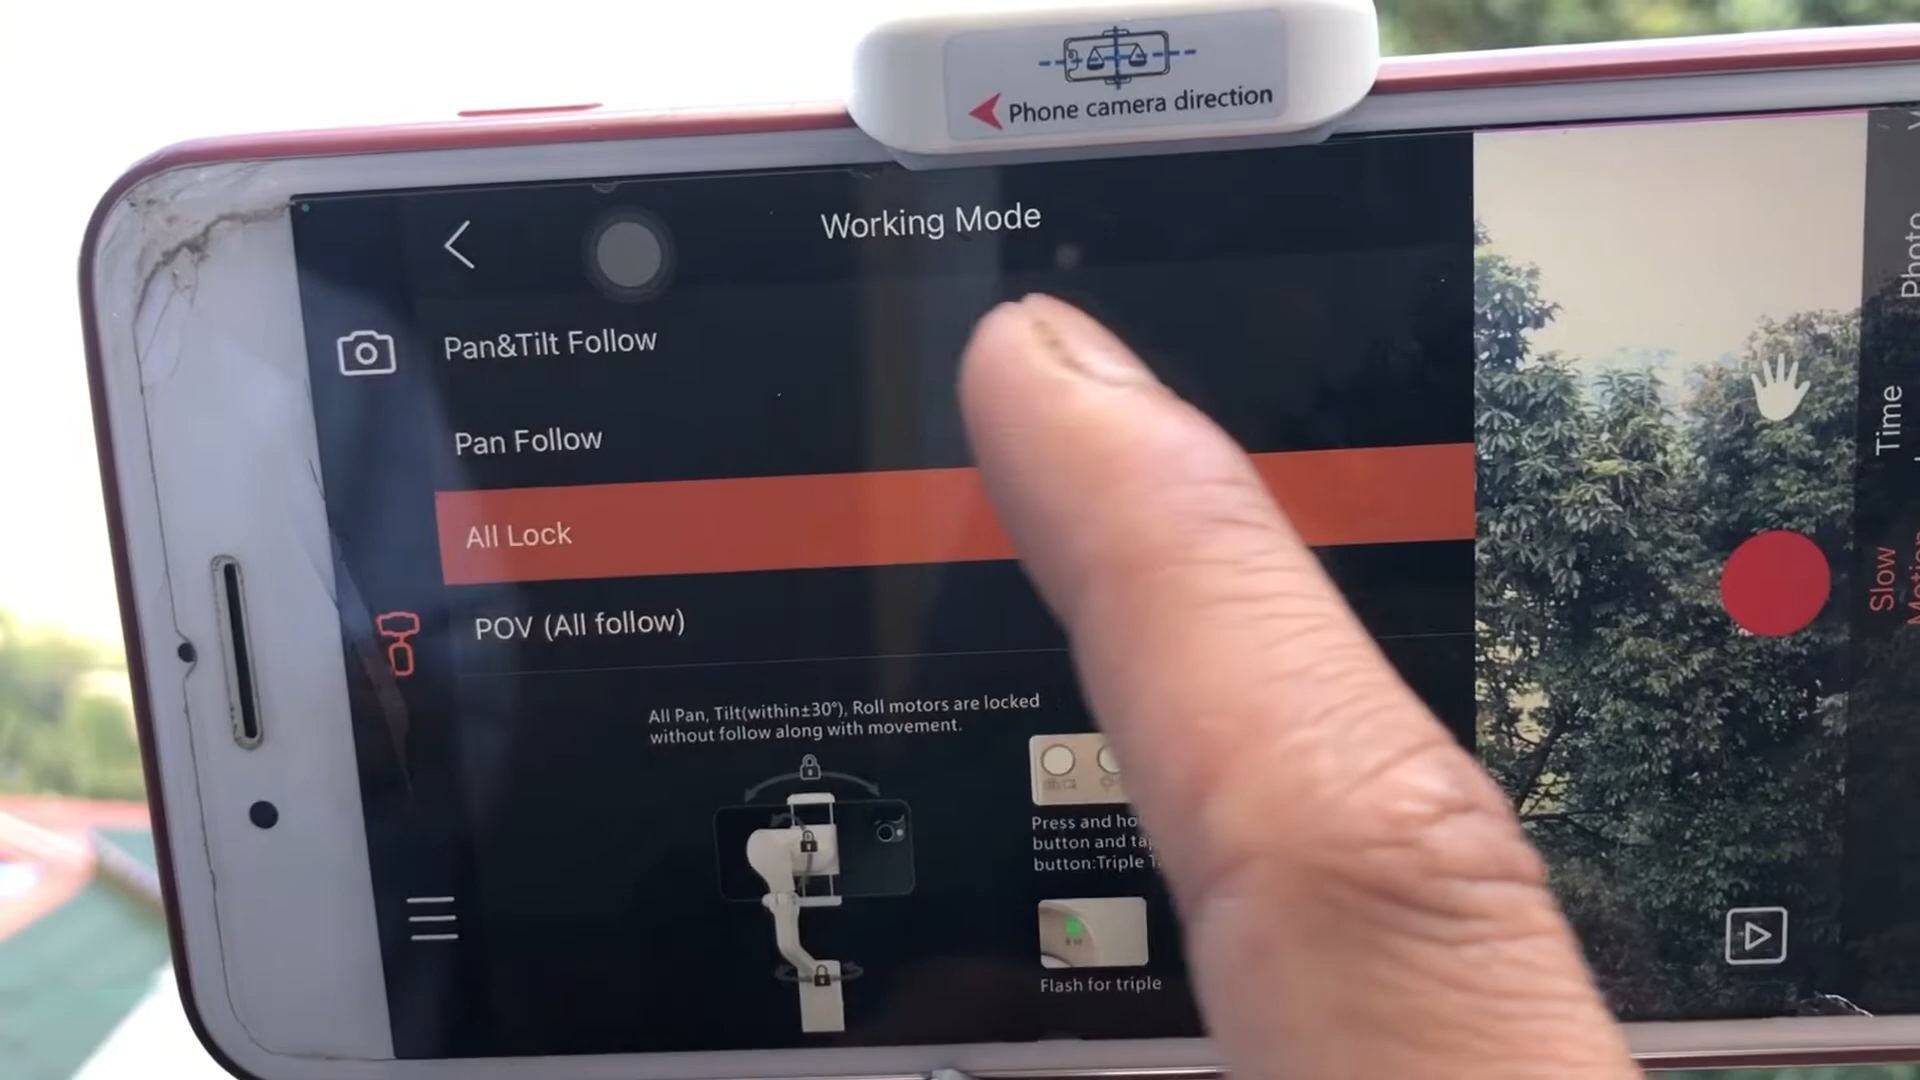 Phone camera direction
Working Mode
Pan&Tilt Follow
Pan Follow
All Lock
POV (All follow)
All Pan, Tilt(within±30°), Roll motors are locked
without follow along with movement.
Press and
button and
button:Triple
Flash for triple
Photo
Time
Slow
Motion